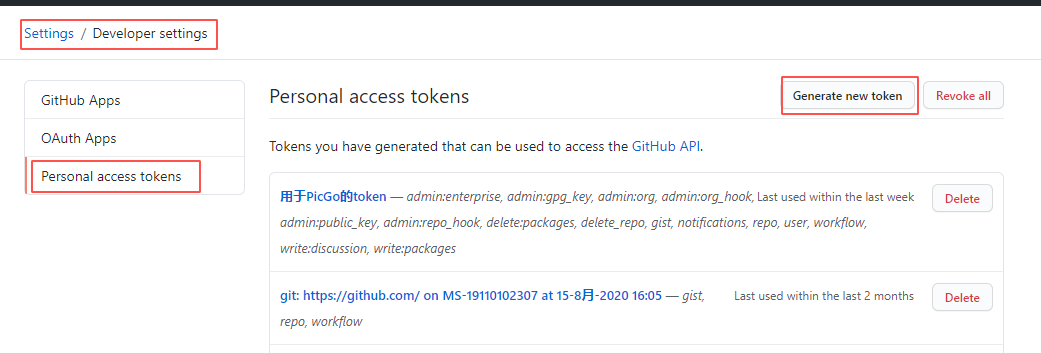 Settings / Developer settings
GitHub Apps
OAuth Apps
Personal access tokens
Personal access tokens
Generate new token
Revoke all
Tokens you have generated that can be used to access the GitHub API.
用于PicGo的token — admin:enterprise, admin:gpg_key, admin:org, admin:org_hook, Last used within the last week
admin:public_key, admin:repo_hook, delete:packages, delete_repo, gist, notifications, repo, user, workflow,
write:discussion, write:packages
Delete
git: https://github.com/ on MS-19110102307 at 15-8月-2020 16:05 — gist, Last used within the last 2 months
repo, workflow
Delete